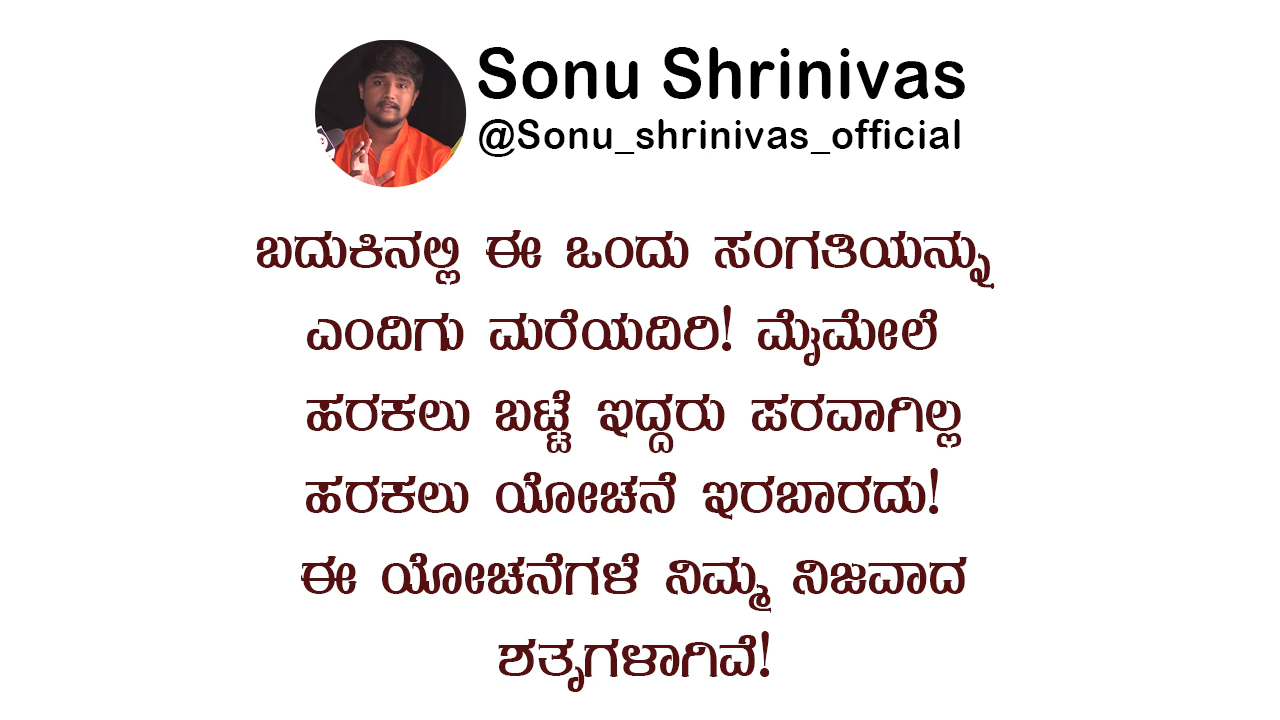 Sonu Shrinivas
@Sonu_shrinivas_official
ಬದುಕಿನಲ್ಲಿ ಈ ಒಂದು ಸಂಗತಿಯನ್ನು
ಎಂದಿಗು ಮರೆಯದಿರಿ! ಮೈಮೇಲೆ
ಹರಕಲು ಬಟ್ಟೆ ಇದ್ದರು ಪರವಾಗಿಲ್ಲ
ಹರಕಲು ಯೋಚನೆ ಇರಬಾರದು!
ಈ ಯೋಚನೆಗಳೆ ನಿಮ್ಮ ನಿಜವಾದ
ಶತೃಗಳಾಗಿವೆ!